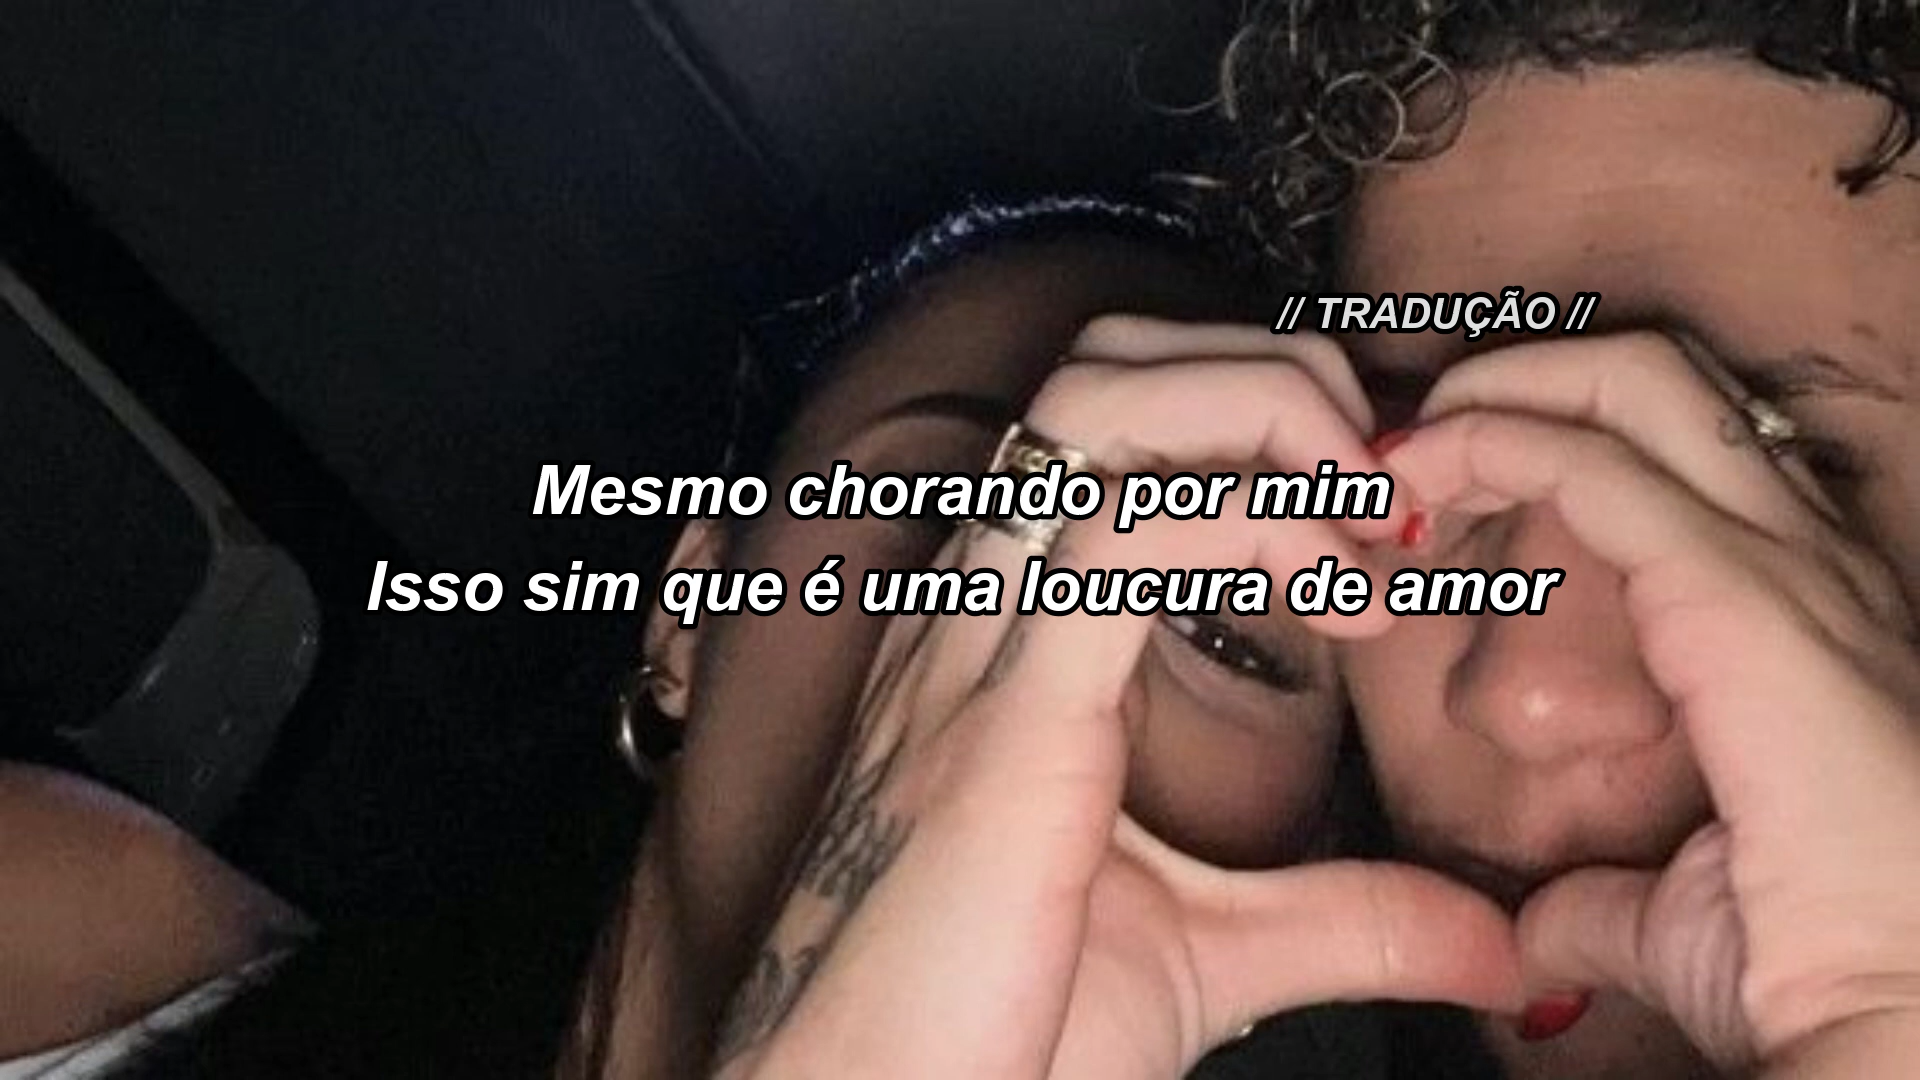 // TRADUÇÃO //
Mesmo chorando por mim
Isso sim que é uma loucura de amor